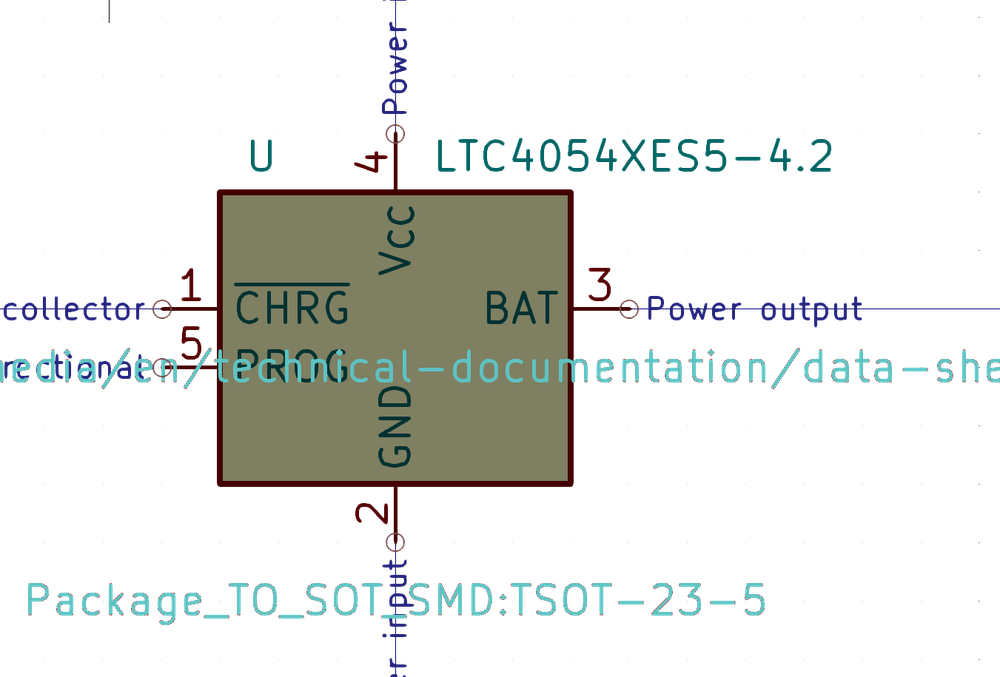 Power i
U
4
LTC4054XES5-4.2
Vcc
collector
1
CHRG
BAT
3
Power output
rectional
5
PROG
edia/en/technical-documentation/data-she
GND
2
Package_TO_SOT_SMD:TSOT-23-5
er input